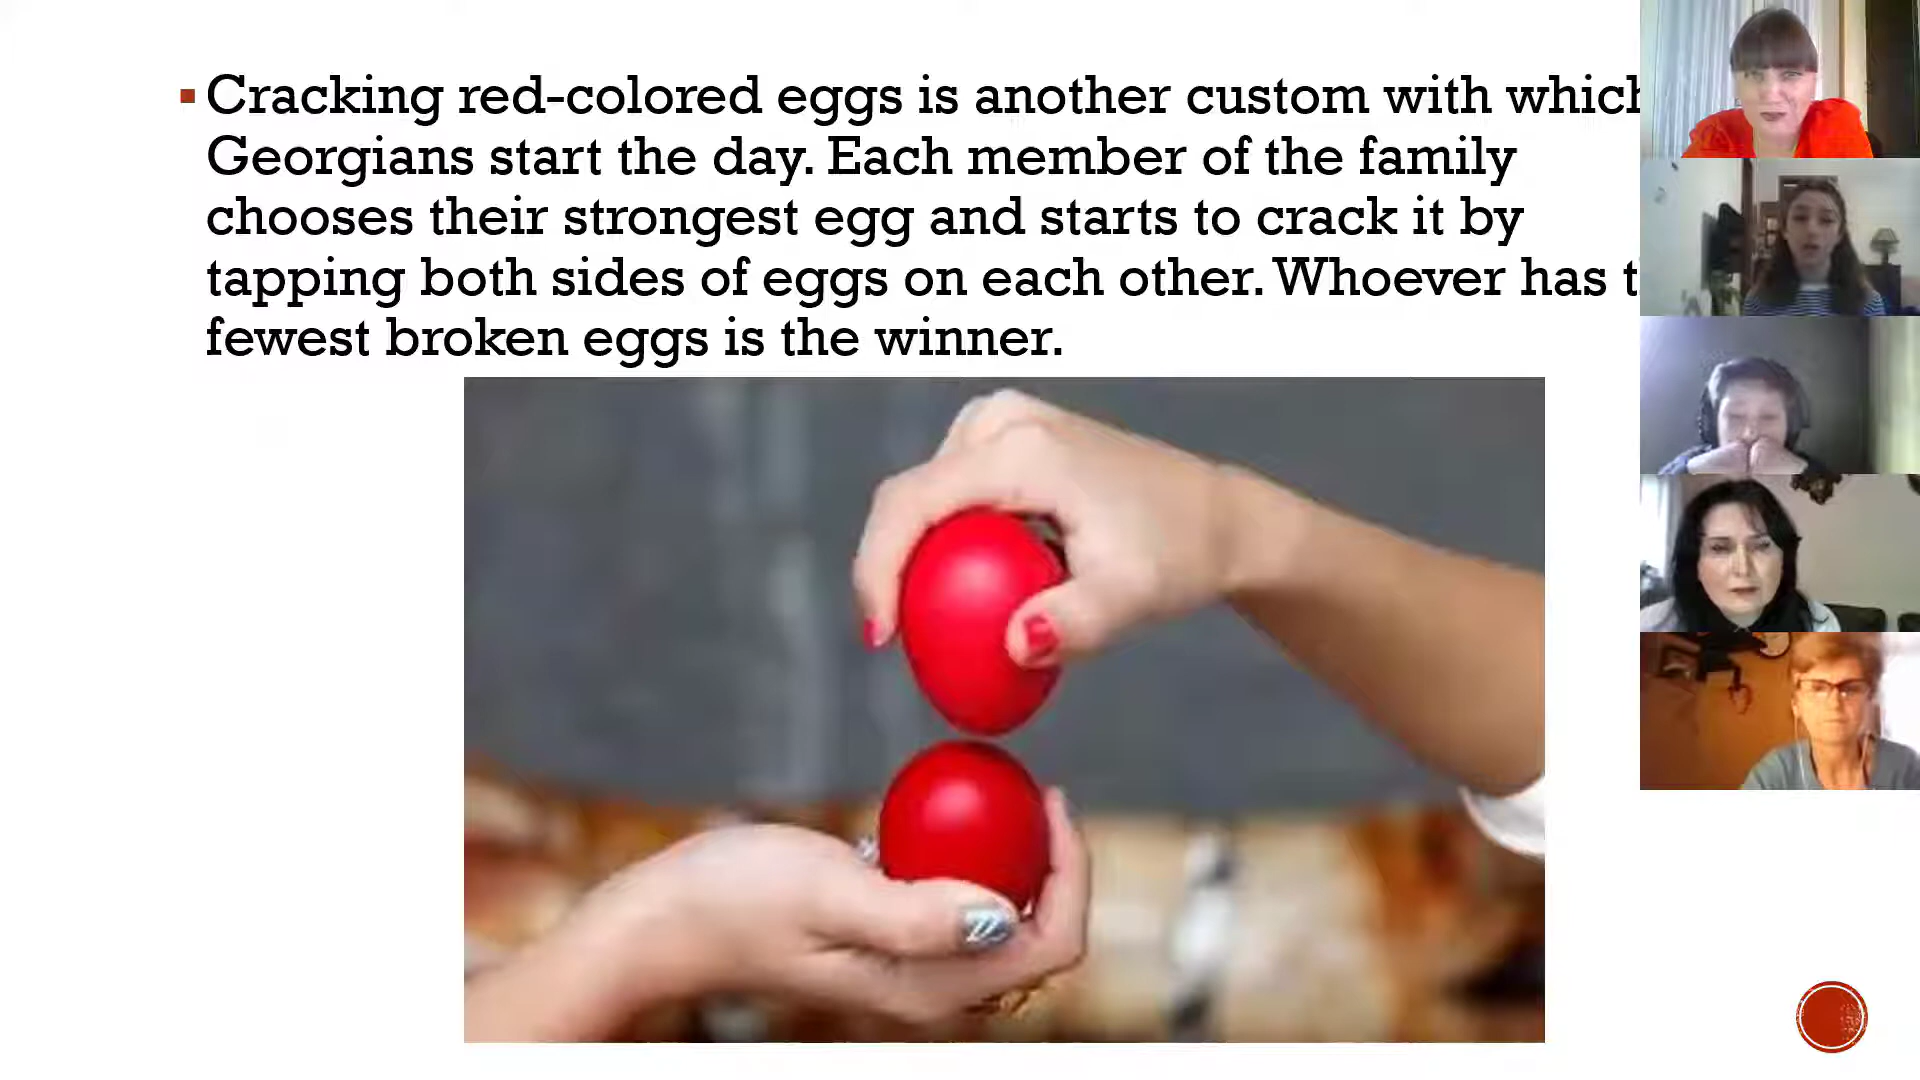 Cracking red-colored eggs is another custom with which
Georgians start the day. Each member of the family
chooses their strongest egg and starts to crack it by
tapping both sides of eggs on each other. Whoever has
fewest broken eggs is the winner.